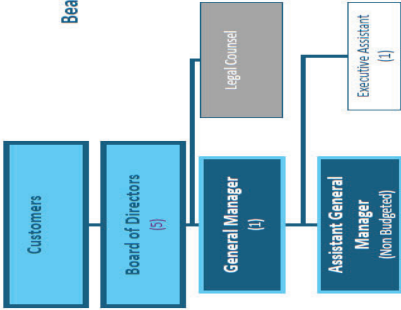 Bea
Customers
Board of Directors
(5)
Legal Counsel
General Manager
(1)
Executive Assistant
(1)
Assistant General
Manager
(Non Budgeted)